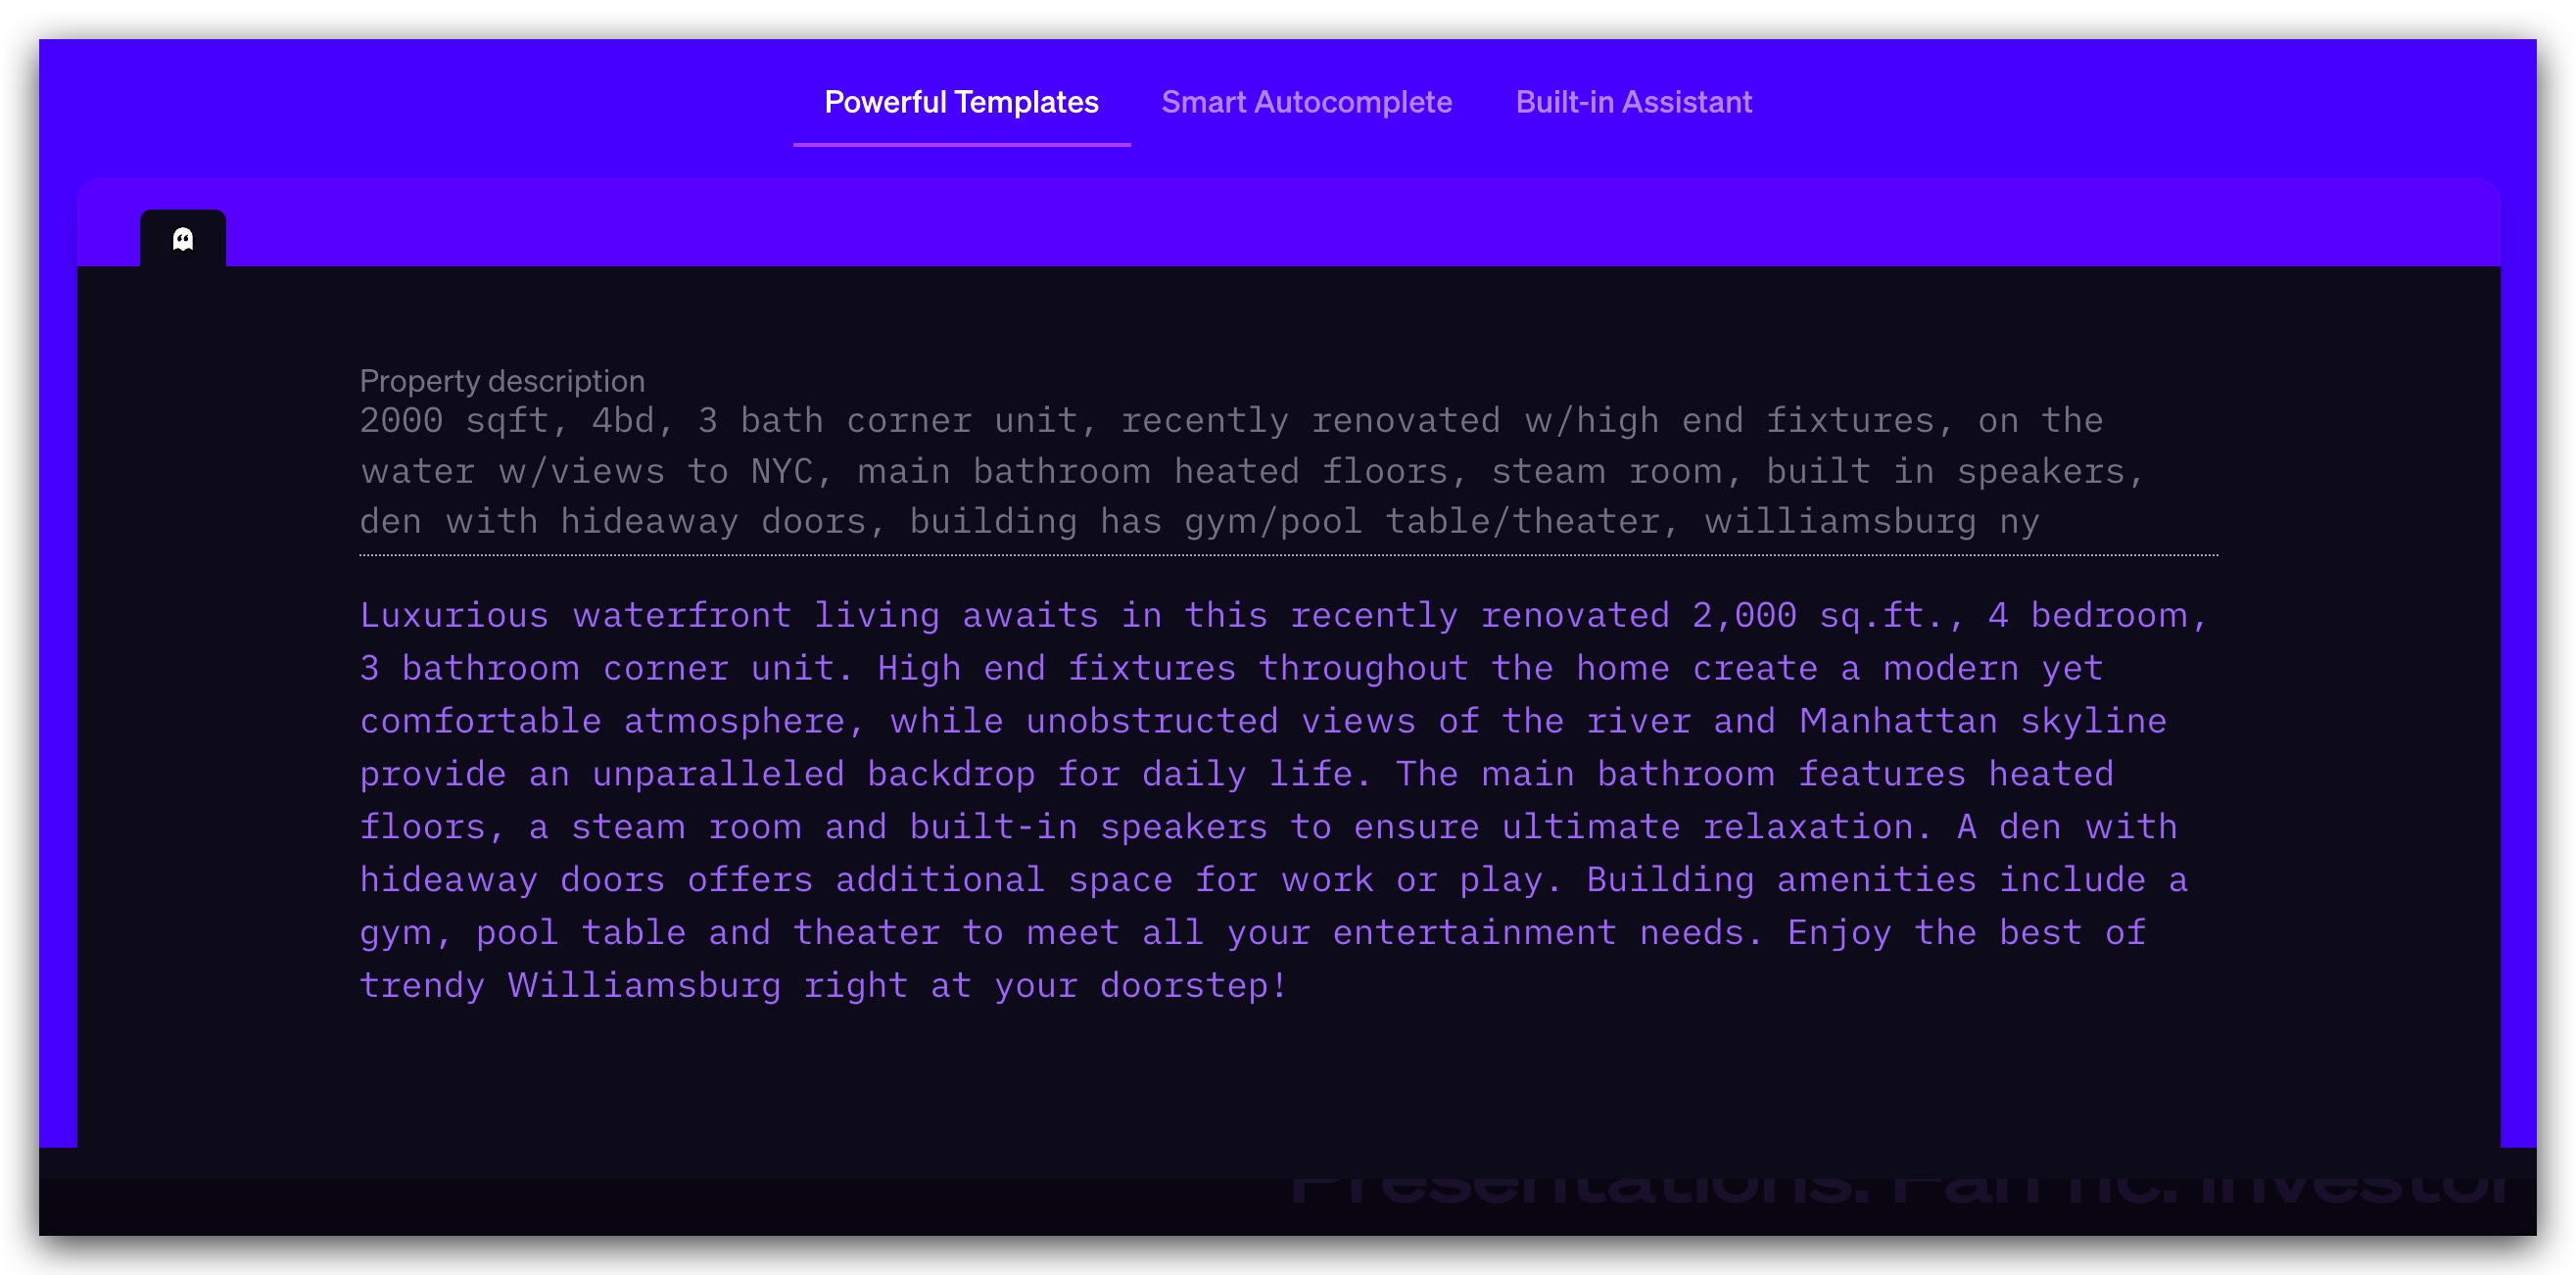 Powerful Templates Smart Autocomplete Built-in Assistant
Property description
2000 sqft, 4bd, 3 bath corner unit, recently renovated w/high end fixtures, on the
water w/views to NYC, main bathroom heated floors, steam room, built in speakers,
den with hideaway doors, building has gym/pool table/theater, williamsburg ny
Luxurious waterfront living awaits in this recently renovated 2,000 sq.ft., 4 bedroom,
3 bathroom corner unit. High end fixtures throughout the home create a modern yet
comfortable atmosphere, while unobstructed views of the river and Manhattan skyline
provide an unparalleled backdrop for daily life. The main bathroom features heated
floors, a steam room and built-in speakers to ensure ultimate relaxation. A den with
hideaway doors offers additional space for work or play. Building amenities include a
gym, pool table and theater to meet all your entertainment needs. Enjoy the best of
trendy Williamsburg right at your doorstep!
Presentations. Fan fic. Investor